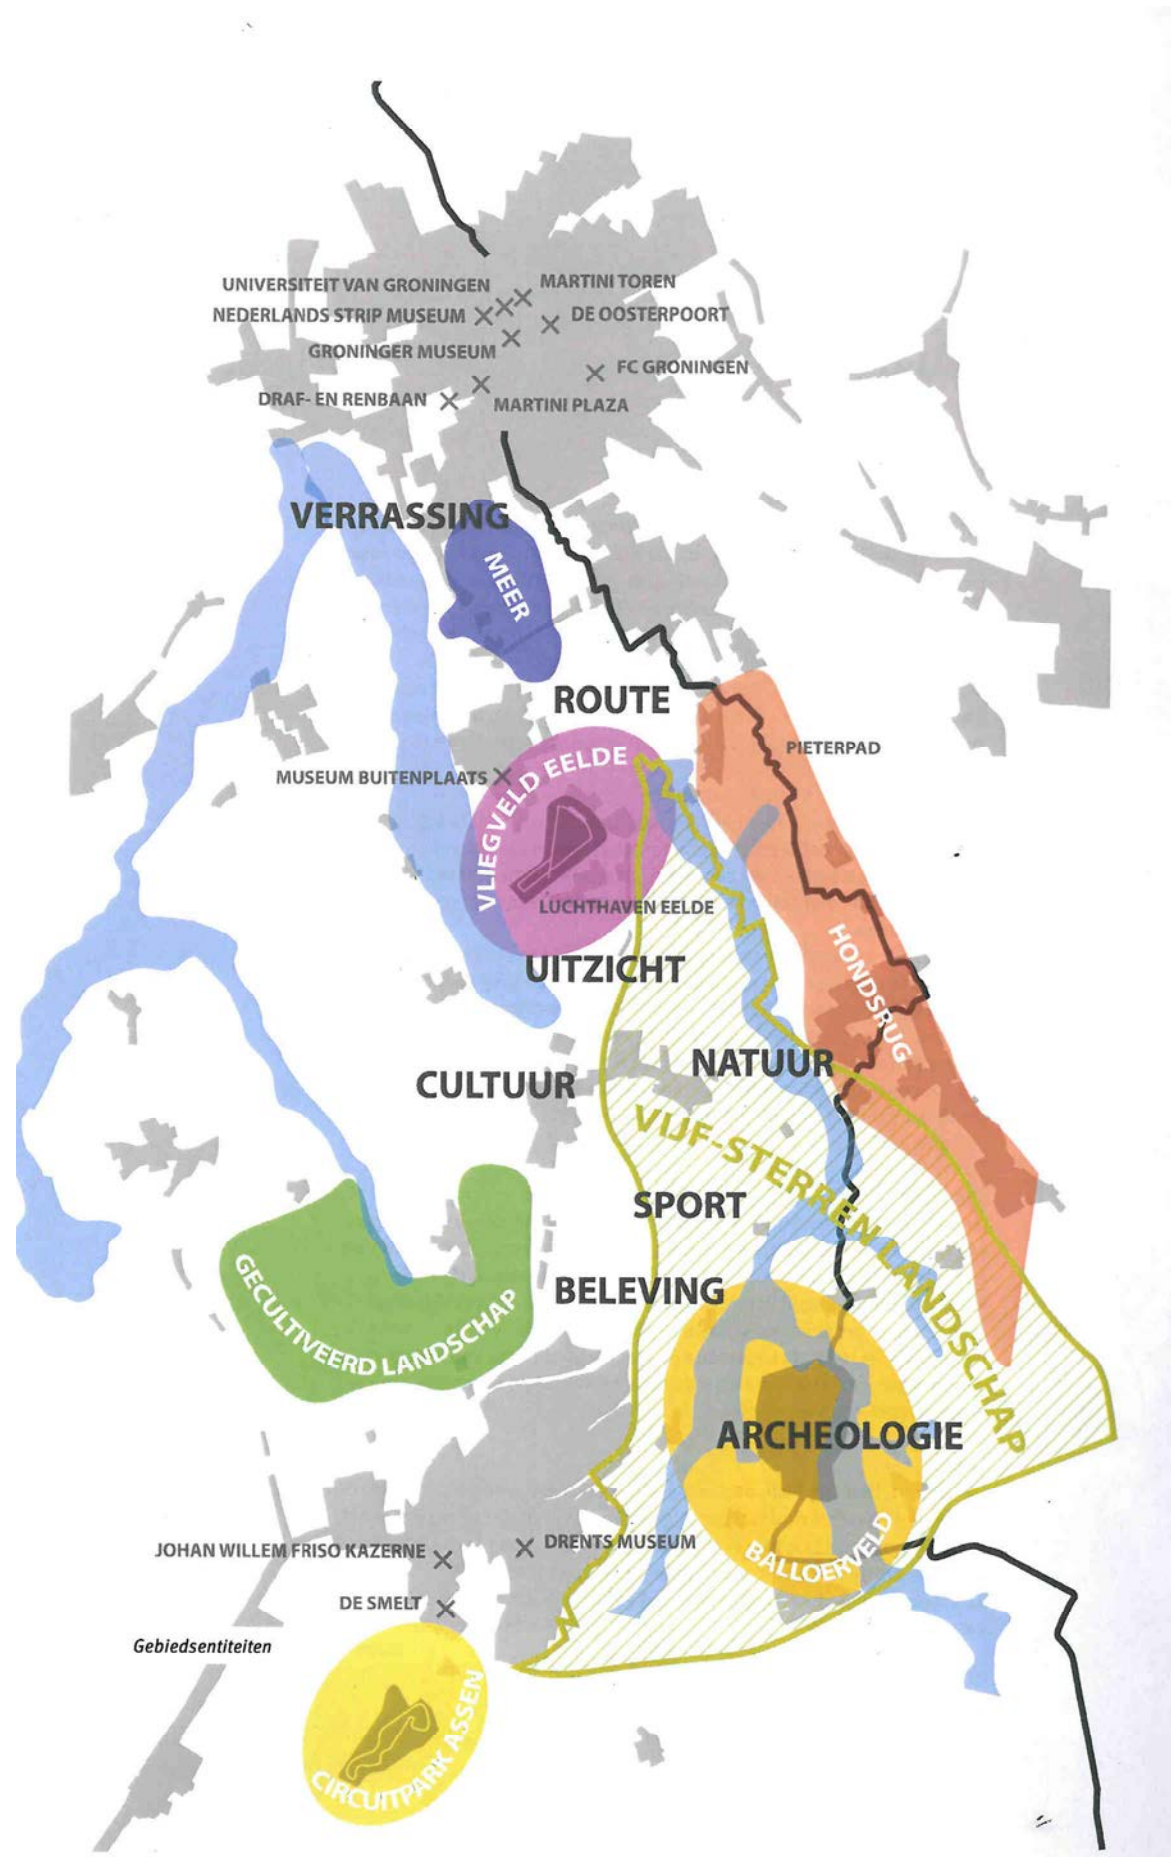 UNIVERSITEIT VAN GRONINGEN
MARTINI TOREN
NEDERLANDS STRIP MUSEUM
DE OOSTERPOORT
GRONINGER MUSEUM
FC GRONINGEN
DRAF- EN RENBAAN
MARTINI PLAZA
VERRASSING
MEER
ROUTE
PIETERPAD
MUSEUM BUITENPLAATS
VLIEGVELD EELDE
LUCHTHAVEN EELDE
HONDSRUG
UITZICHT
NATUUR
CULTUUR
VIJF-STERREN LANDSCHAP
SPORT
BELEVING
GECULTIVEERD LANDSCHAP
ARCHEOLOGIE
BALLOERVELD
JOHAN WILLEM FRISO KAZERNE
DRENTS MUSEUM
DE SMELT
Gebiedsentiteiten
CIRCUITPARK ASSEN